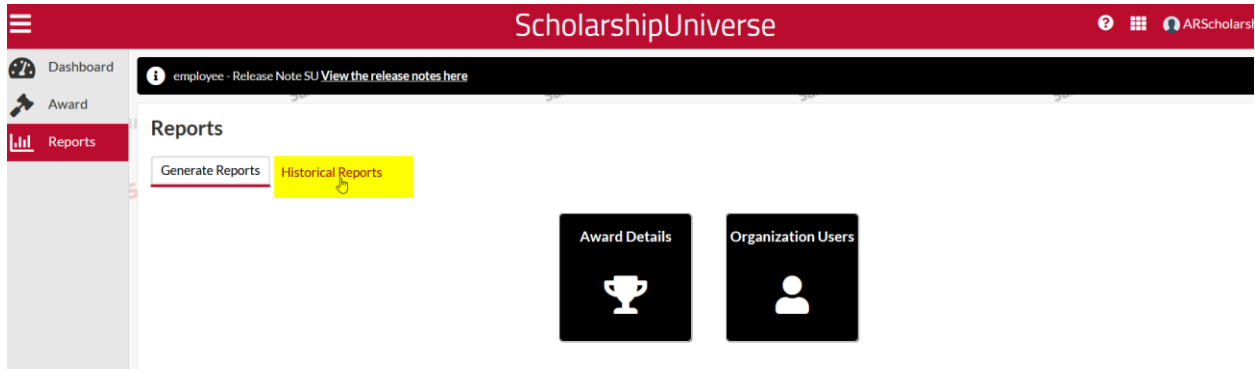 ScholarshipUniverse
ARScholarsh
Dashboard
Award
Reports
employee - Release Note SU View the release notes here
Reports
Generate Reports
Historical Reports
Award Details
Organization Users